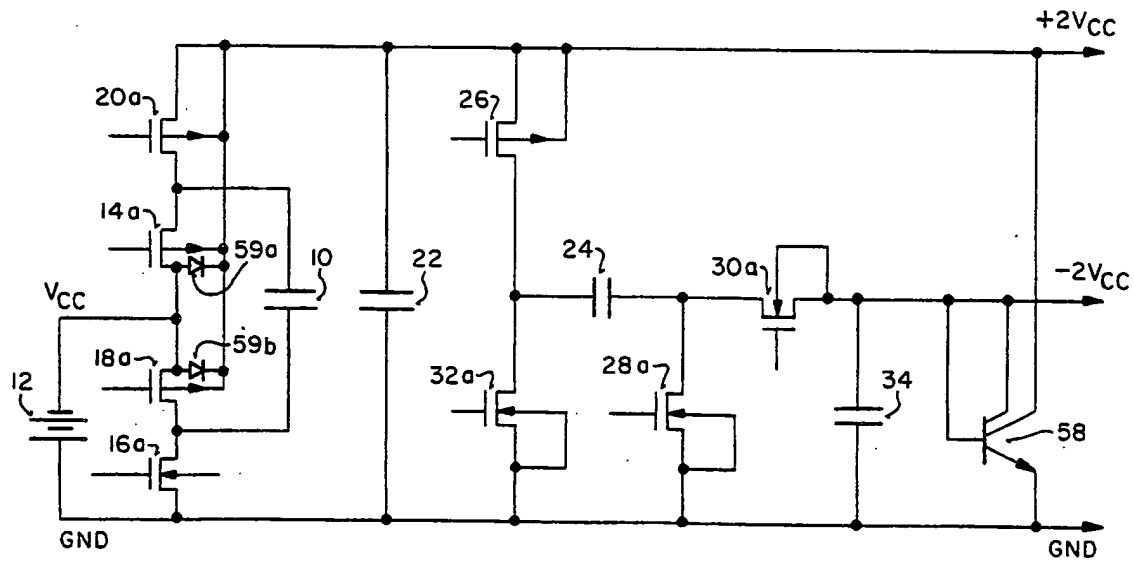 +2VCC
20a
26
14a
59a
10
22
24
30a
-2VCC
VCC
59b
18a
32a
28a
12
34
58
16a
GND
GND